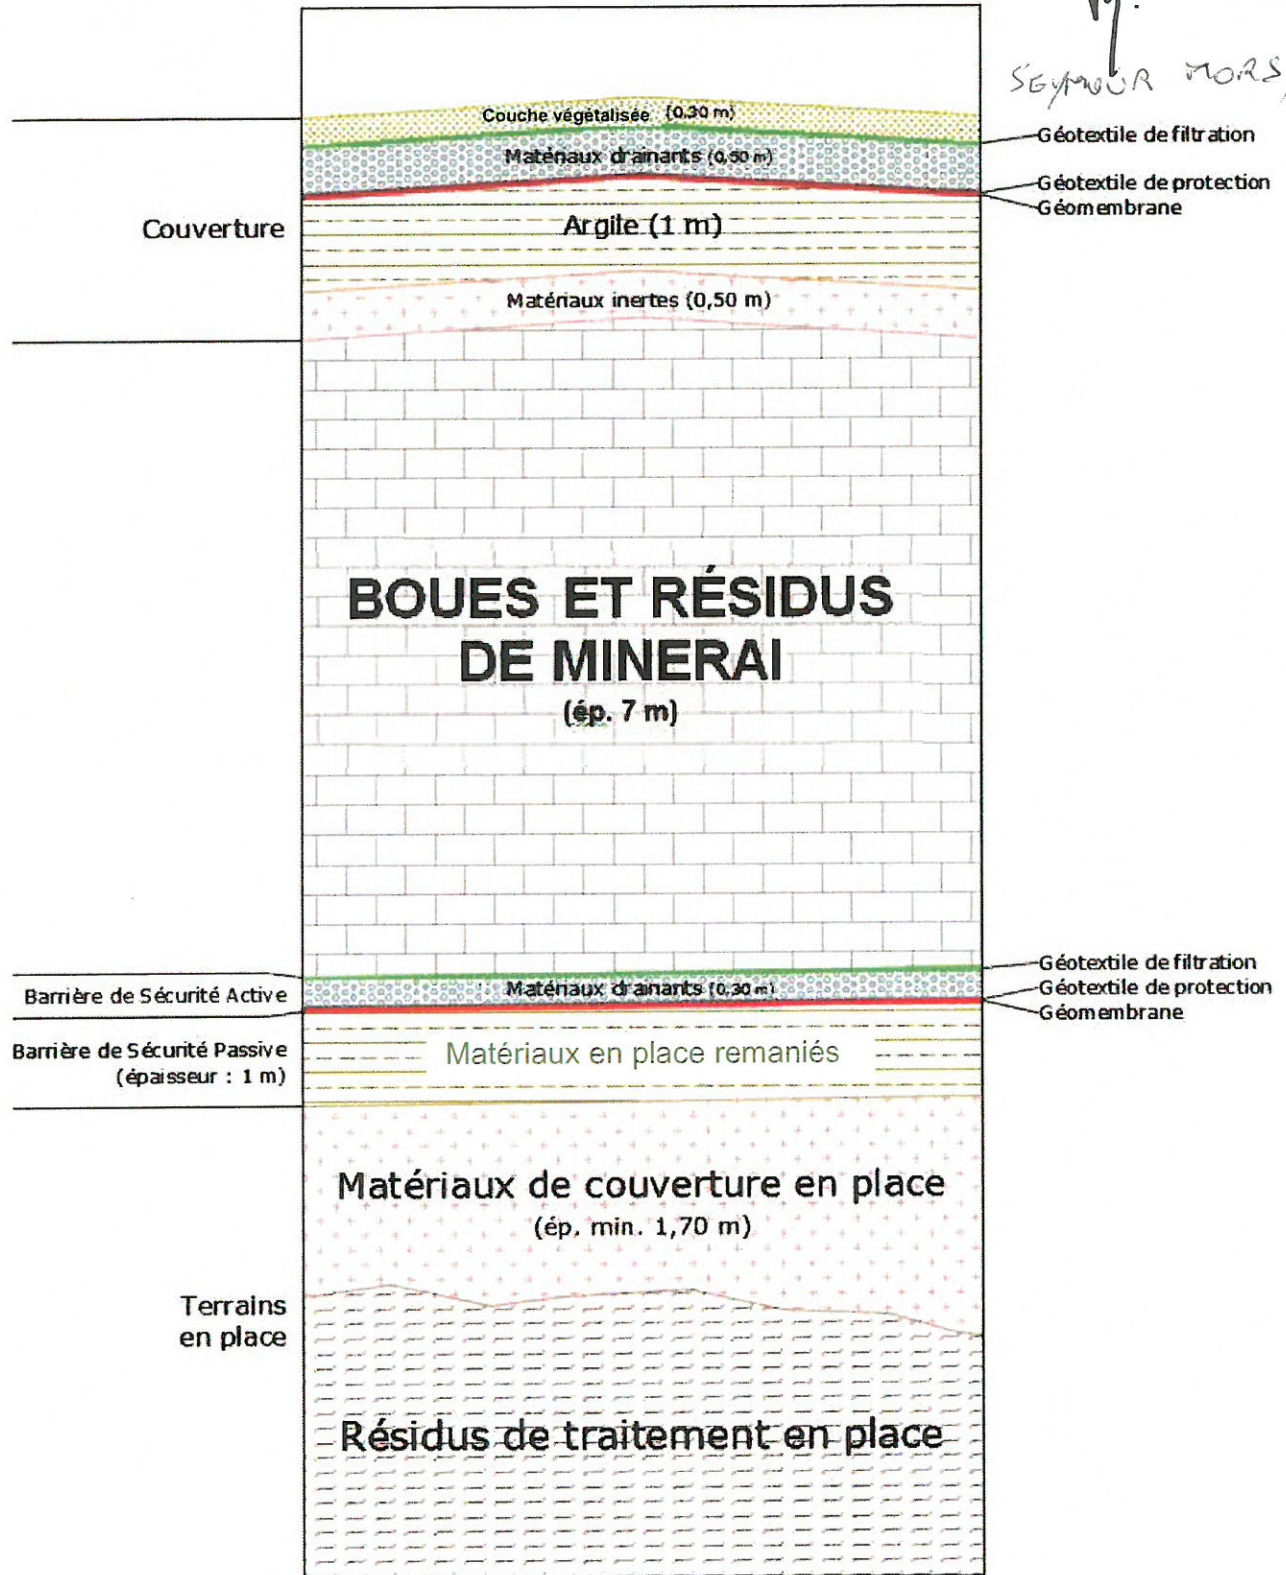 SEYMOUR MORS
Couche végétalisée (0,30 m)
Géotextile de filtration
Matériaux drainants (0,50 m)
Géotextile de protection
Géomembrane
Couverture
Argile (1 m)
Matériaux inertes (0,50 m)
BOUES ET RÉSIDUS
DE MINERAI
(ép. 7 m)
Géotextile de filtration
Barrière de Sécurité Active
Matériaux drainants (0,30 m)
Géotextile de protection
Géomembrane
Barrière de Sécurité Passive
(épaisseur : 1 m)
Matériaux en place remaniés
Matériaux de couverture en place
(ép. min. 1,70 m)
Terrains
en place
Résidus de traitement en place